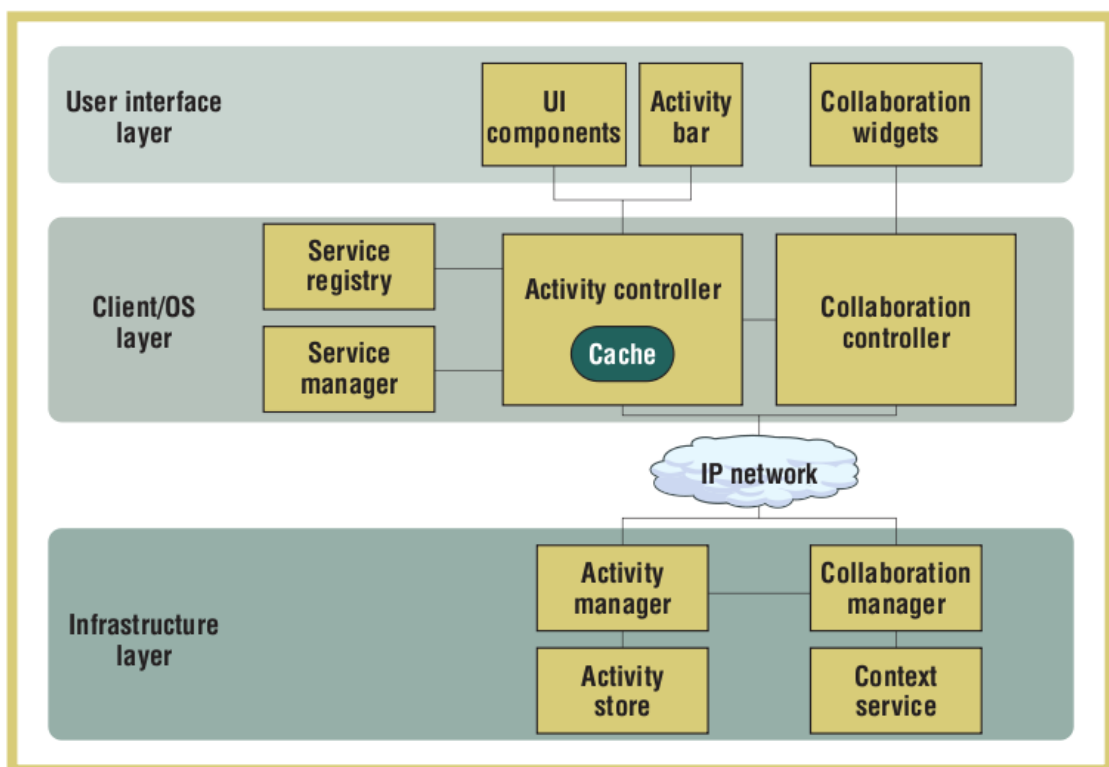 User interface
layer
UI
components
Activity
bar
Collaboration
widgets
Client/OS
layer
Service
registry
Service
manager
Activity controller
Cache
Collaboration
controller
IP network
Infrastructure
layer
Activity
manager
Collaboration
manager
Activity
store
Context
service